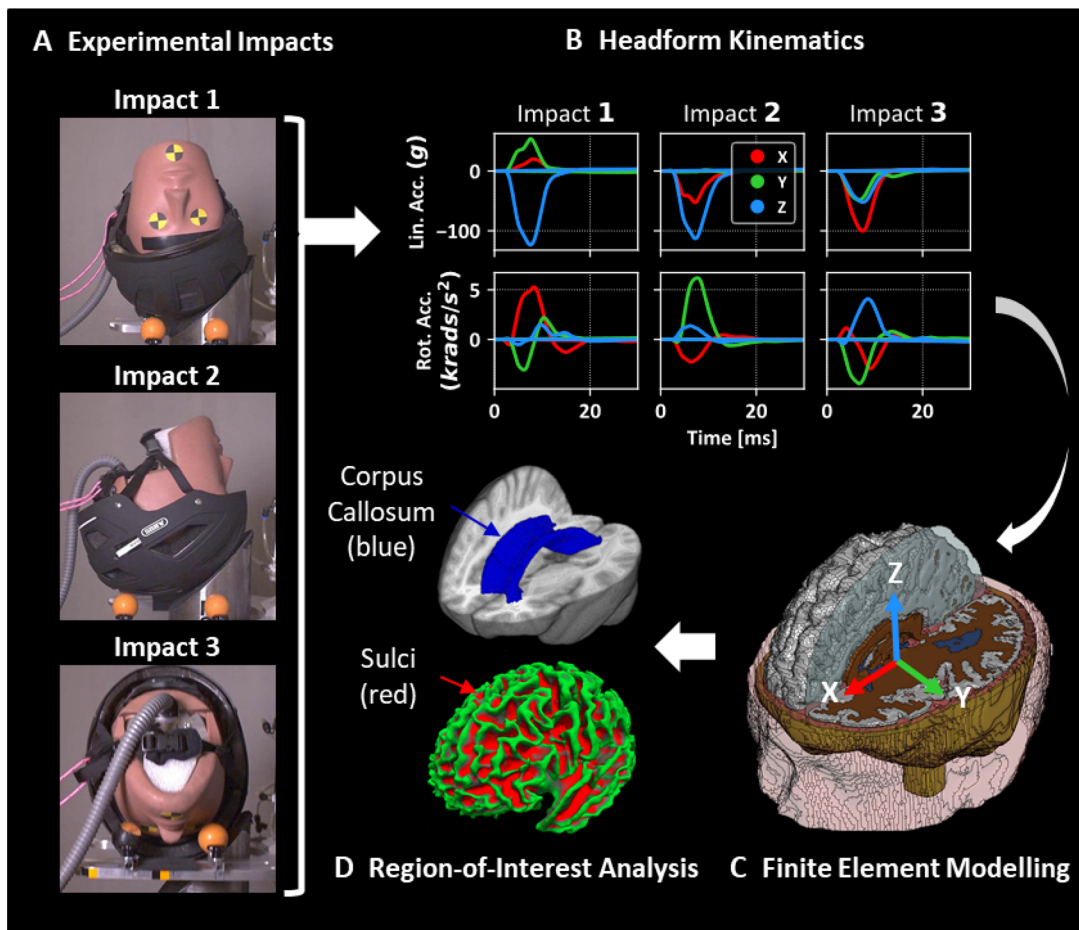 A Experimental Impacts
Impact 1
Impact 2
Impact 3
B Headform Kinematics
Impact 1
Impact 2
Impact 3
Lin. Acc. (g)
0
−100
X
Y
Z
Rot. Acc.
(krads/s²)
5
0
0
20
0
20
0
20
Time [ms]
Corpus
Callosum
(blue)
Sulci
(red)
Z
X
Y
D Region-of-Interest Analysis
C Finite Element Modelling